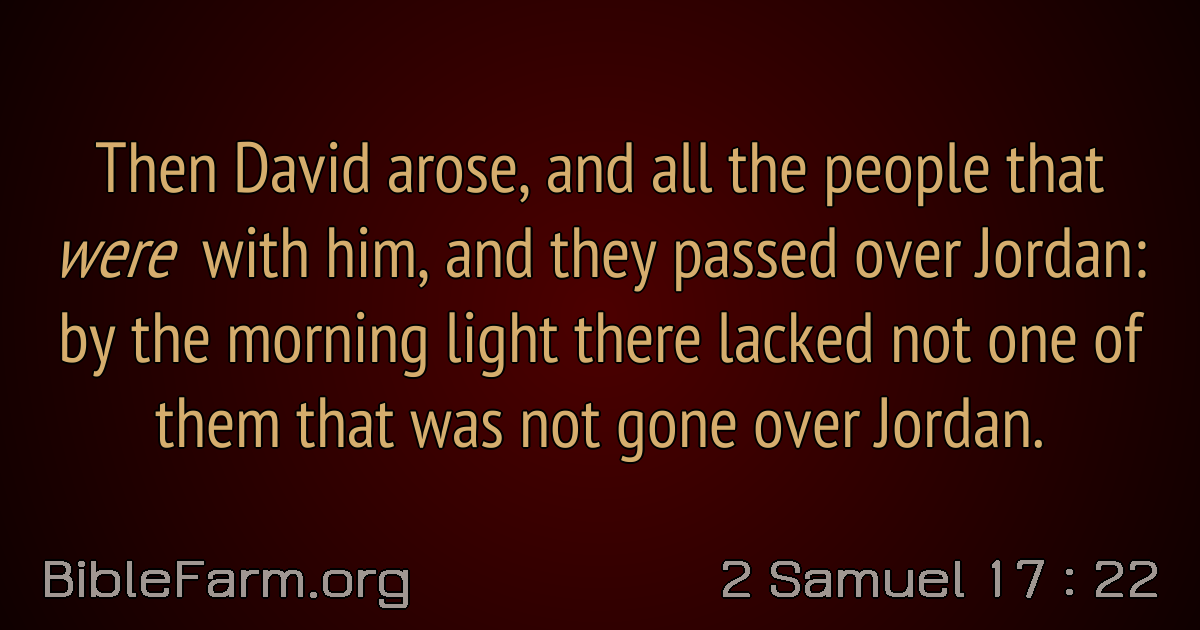 Then David arose, and all the people that
were with him, and they passed over Jordan:
by the morning light there lacked not one of
them that was not gone over Jordan.
BibleFarm.org
2 Samuel 17 : 22